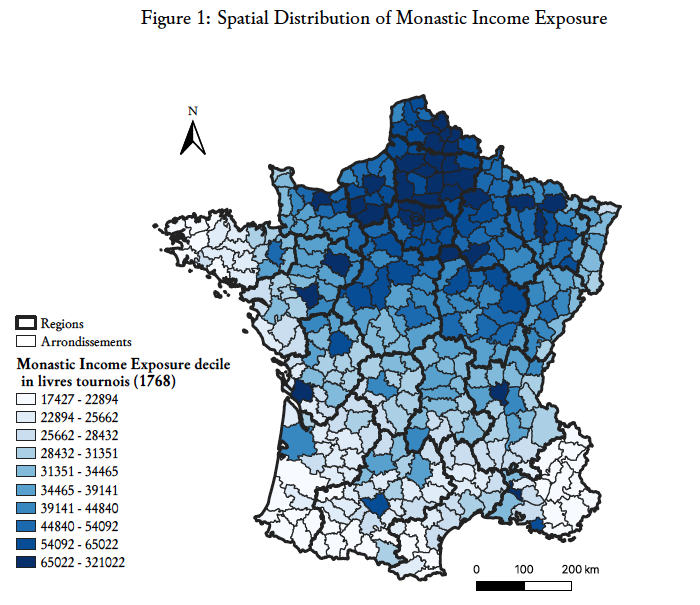 Figure 1: Spatial Distribution of Monastic Income Exposure
N
Regions
Arrondissements
Monastic Income Exposure decile
in livres tournois (1768)
17427 - 22894
22894 - 25662
25662 - 28432
28432 - 31351
31351 - 34465
34465 - 39141
39141 - 44840
44840 - 54092
54092 - 65022
65022 - 321022
0 100 200 km